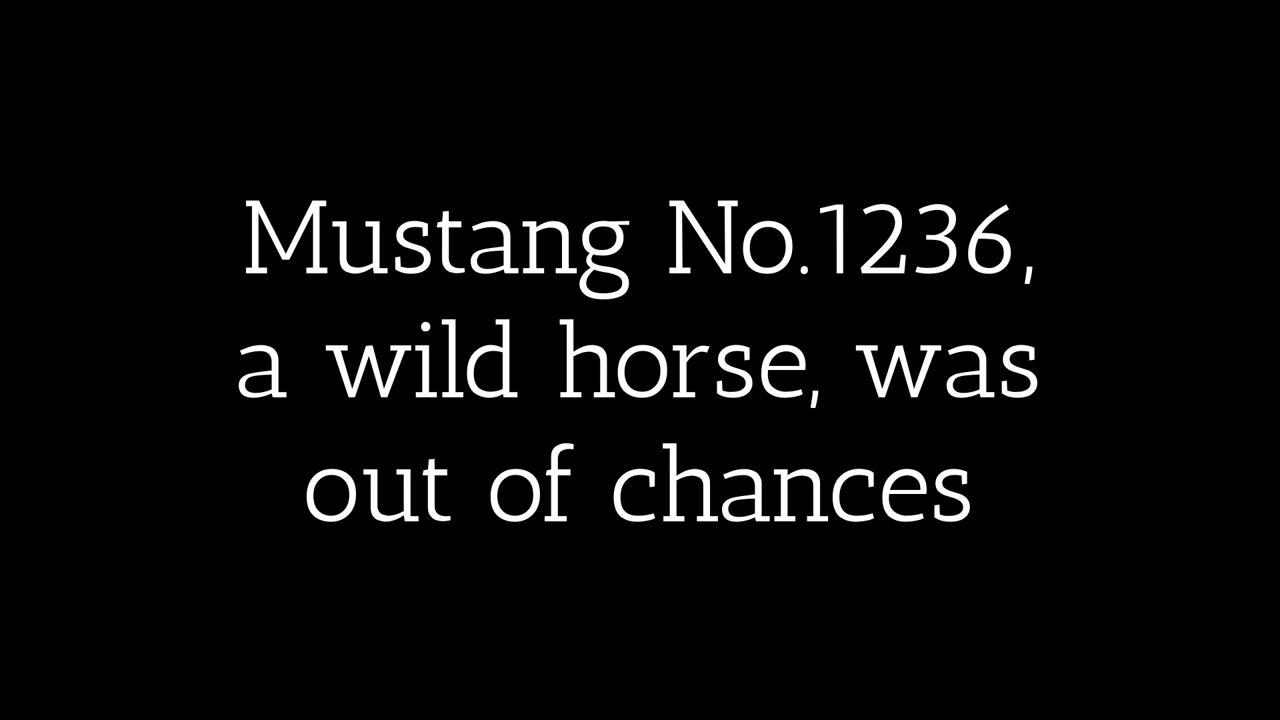 Mustang No.1236,
a wild horse, was
out of chances